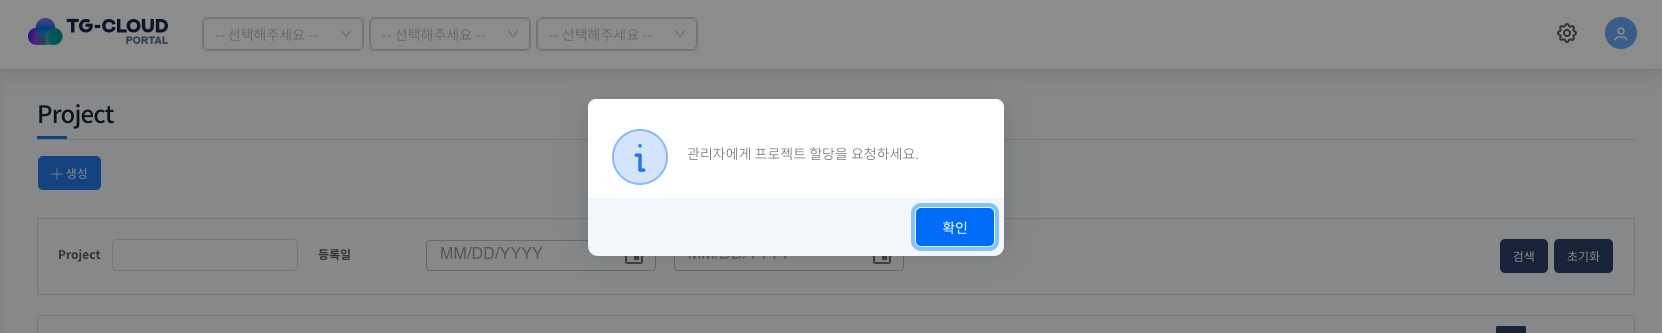 TG-CLOUD
PORTAL
-- 선택해주세요 --
-- 선택해주세요 --
-- 선택해주세요 --
Project
관리자에게 프로젝트 할당을 요청하세요.
+ 생성
확인
Project
등록일
MM/DD/YYYY
MM/DD/YYYY
검색
초기화